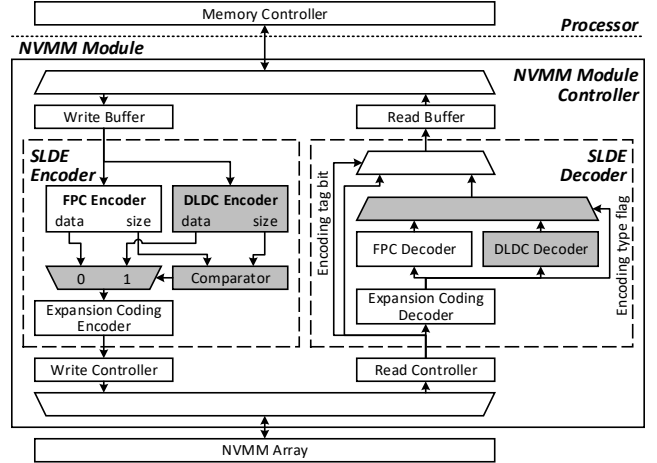 Memory Controller
Processor
NVMM Module
NVMM Module
Controller
Write Buffer
Read Buffer
SLDE
Encoder
SLDE
Decoder
FPC Encoder
data size
DLDC Encoder
data size
0 1
Comparator
Expansion Coding
Encoder
Write Controller
Encoding tag bit
FPC Decoder
DLDC Decoder
Encoding type flag
Expansion Coding
Decoder
Read Controller
NVMM Array